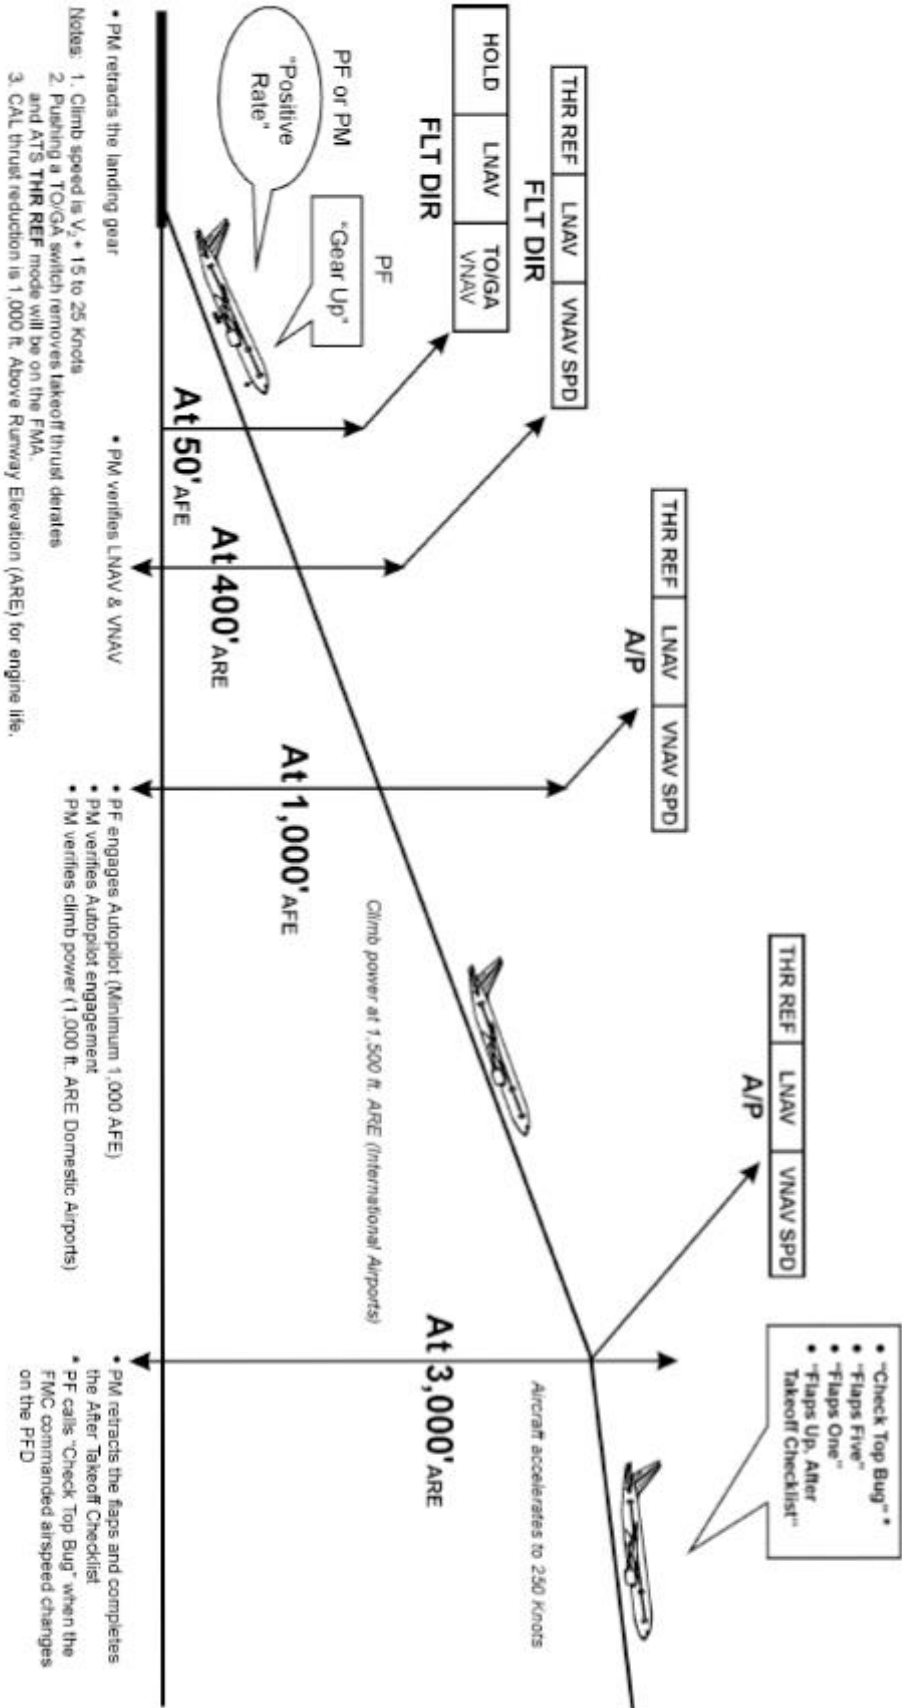 • "Check Top Bug" *
• "Flaps Five"
• "Flaps One"
• "Flaps Up, After
Takeoff Checklist"
THR REF LNAV VNAV SPD
A/P
THR REF LNAV VNAV SPD
A/P
THR REF LNAV VNAV SPD
FLT DIR
HOLD LNAV TO/GA
VNAV
FLT DIR
PF or PM
"Positive
Rate"
PF
"Gear Up"
Aircraft accelerates to 250 Knots
At 3,000' ARE
Climb power at 1,500 ft. ARE (International Airports)
At 1,000' AFE
At 400' ARE
At 50' AFE
• PM retracts the landing gear
• PM verifies LNAV & VNAV
• PF engages Autopilot (Minimum 1,000 AFE)
• PM verifies Autopilot engagement
• PM verifies climb power (1,000 ft. ARE Domestic Airports)
• PM retracts the flaps and completes
the After Takeoff Checklist
* PF calls "Check Top Bug" when the
FMC commanded airspeed changes
on the PFD
Notes: 1. Climb speed is V2 + 15 to 25 Knots
2. Pushing a TO/GA switch removes takeoff thrust derates
and ATS THR REF mode will be on the FMA.
3. CAL thrust reduction is 1,000 ft. Above Runway Elevation (ARE) for engine life.